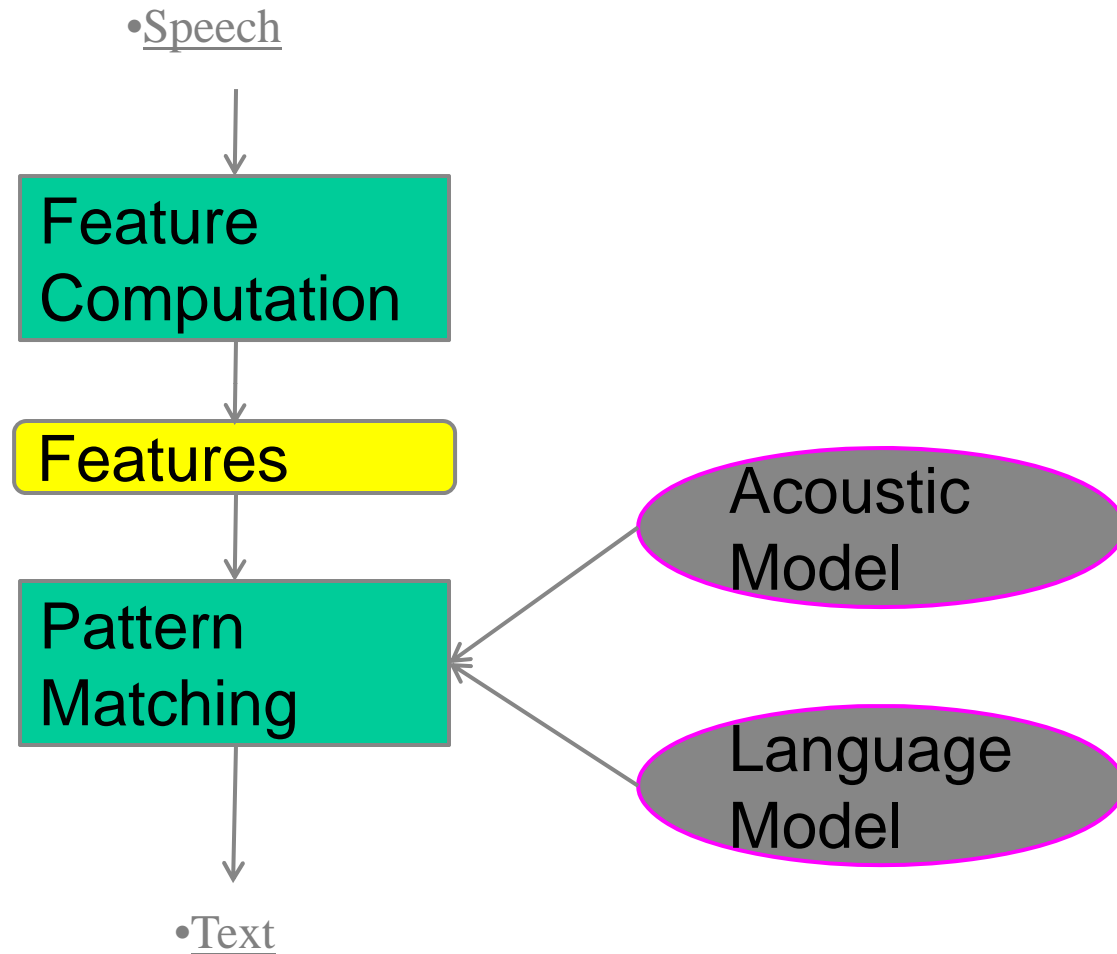 •Speech
Feature
Computation
Features
Acoustic
Model
Pattern
Matching
Language
Model
•Text